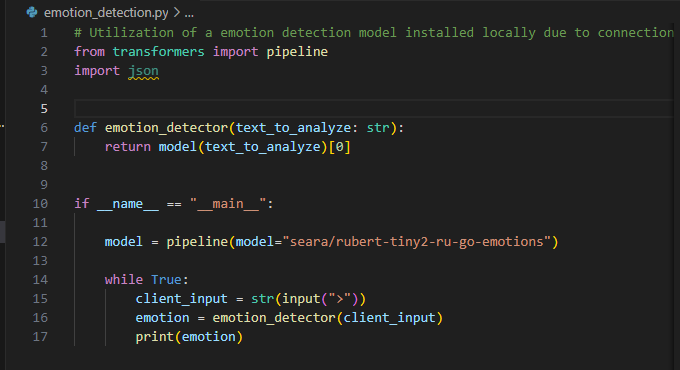 emotion_detection.py > ...
1 # Utilization of a emotion detection model installed locally due to connection
2 from transformers import pipeline
3 import json
4
5
6 def emotion_detector(text_to_analyze: str):
7     return model(text_to_analyze)[0]
8
9
10 if __name__ == "__main__":
11
12     model = pipeline(model="seara/rubert-tiny2-ru-go-emotions")
13
14     while True:
15         client_input = str(input(">"))
16         emotion = emotion_detector(client_input)
17         print(emotion)